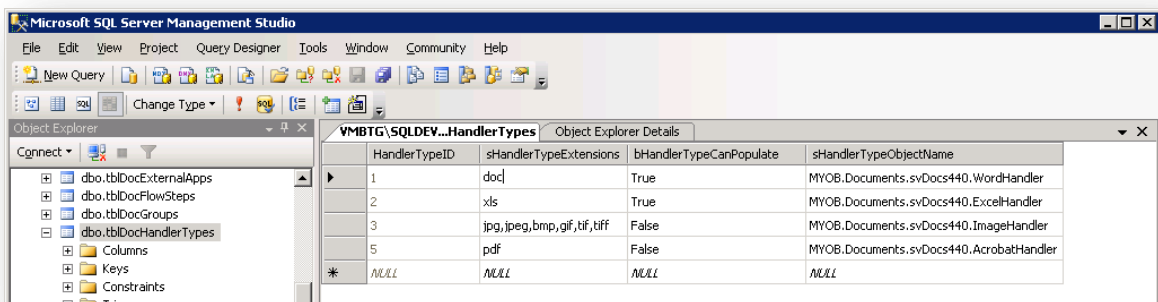 Microsoft SQL Server Management Studio
File Edit View Project Query Designer Tools Window Community Help
New Query
SQL Change Type SQL
Object Explorer
VMBTG\SQLDEV...HandlerTypes Object Explorer Details
Connect
HandlerTypeID sHandlerTypeExtensions bHandlerTypeCanPopulate sHandlerTypeObjectName
dbo.tblDocExternalApps
1 doc True MYOB.Documents.svDocs440.WordHandler
dbo.tblDocFlowSteps
2 xls True MYOB.Documents.svDocs440.ExcelHandler
dbo.tblDocGroups
3 jpg,jpeg,bmp,gif,tif,tiff False MYOB.Documents.svDocs440.ImageHandler
dbo.tblDocHandlerTypes
5 pdf False MYOB.Documents.svDocs440.AcrobatHandler
Columns
NULL NULL NULL NULL
Keys
Constraints